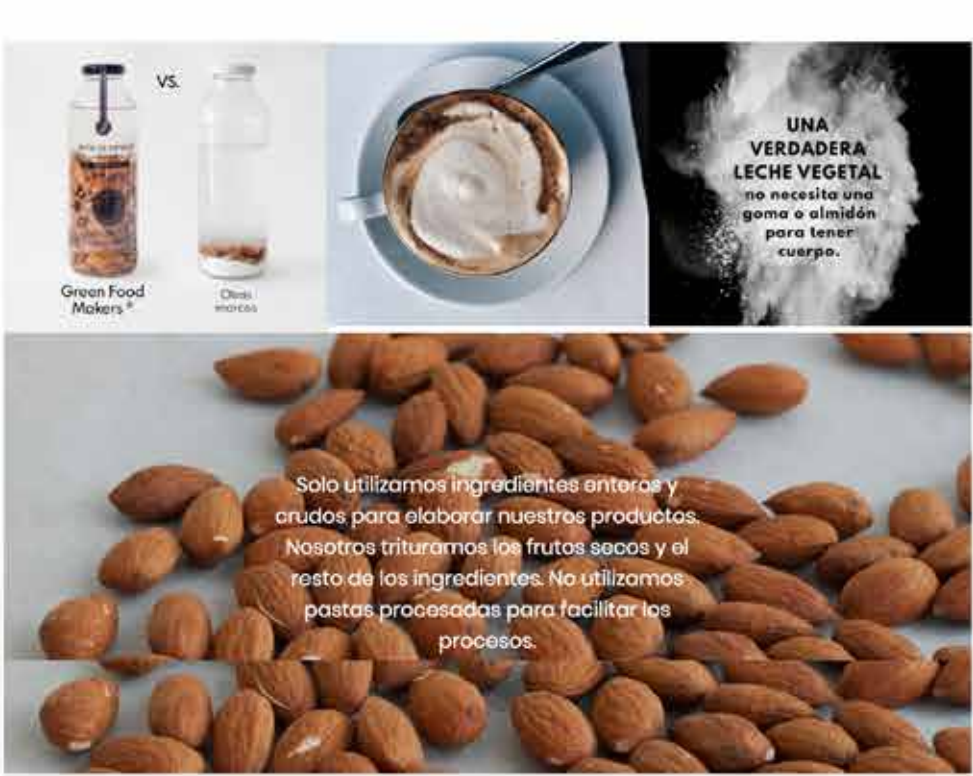 VS.
Green Food
Makers®
Otras
marcas
UNA
VERDADERA
LECHE VEGETAL
no necesita una
goma o almidón
para tener
cuerpo.
Solo utilizamos ingredientes enteros y
crudos para elaborar nuestros productos.
Nosotros trituramos los frutos secos y el
resto de los ingredientes. No utilizamos
pastas procesadas para facilitar los
procesos.